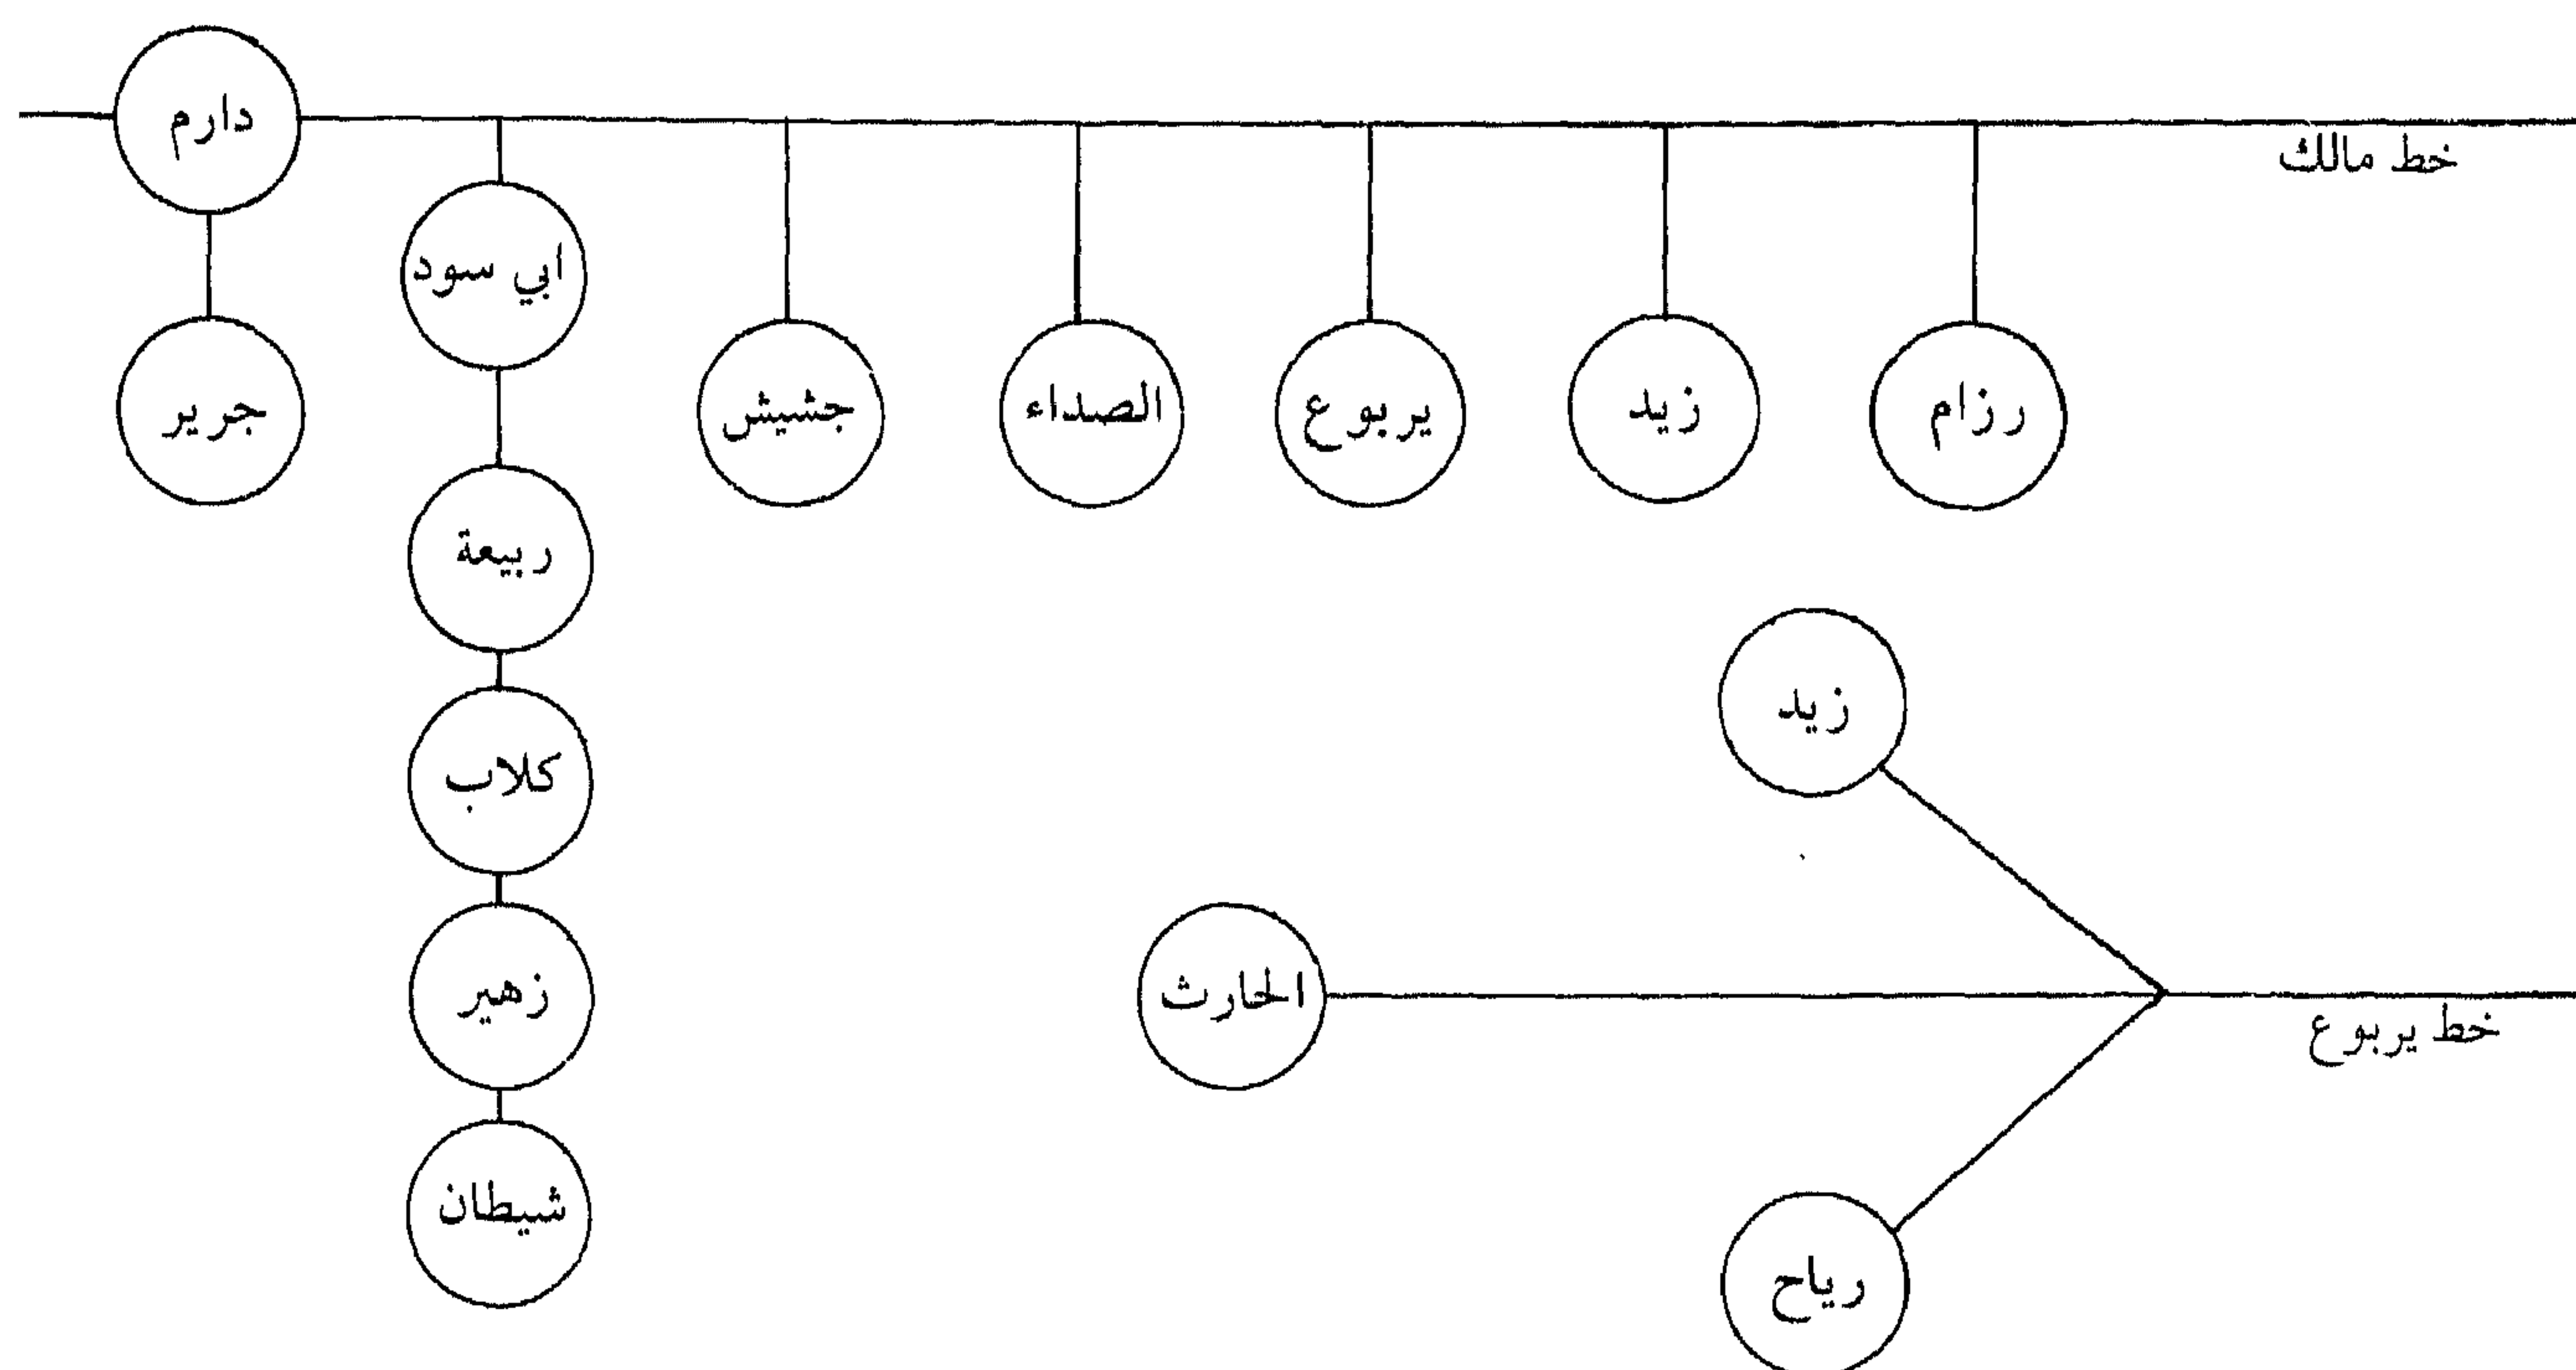 خط مالك
دارم
جرير
ابي سود
ربيعة
كلاب
زهير
شيطان
جشيش
الصداء
يربوع
زيد
رزام
خط يربوع
زيد
الحارث
رياح